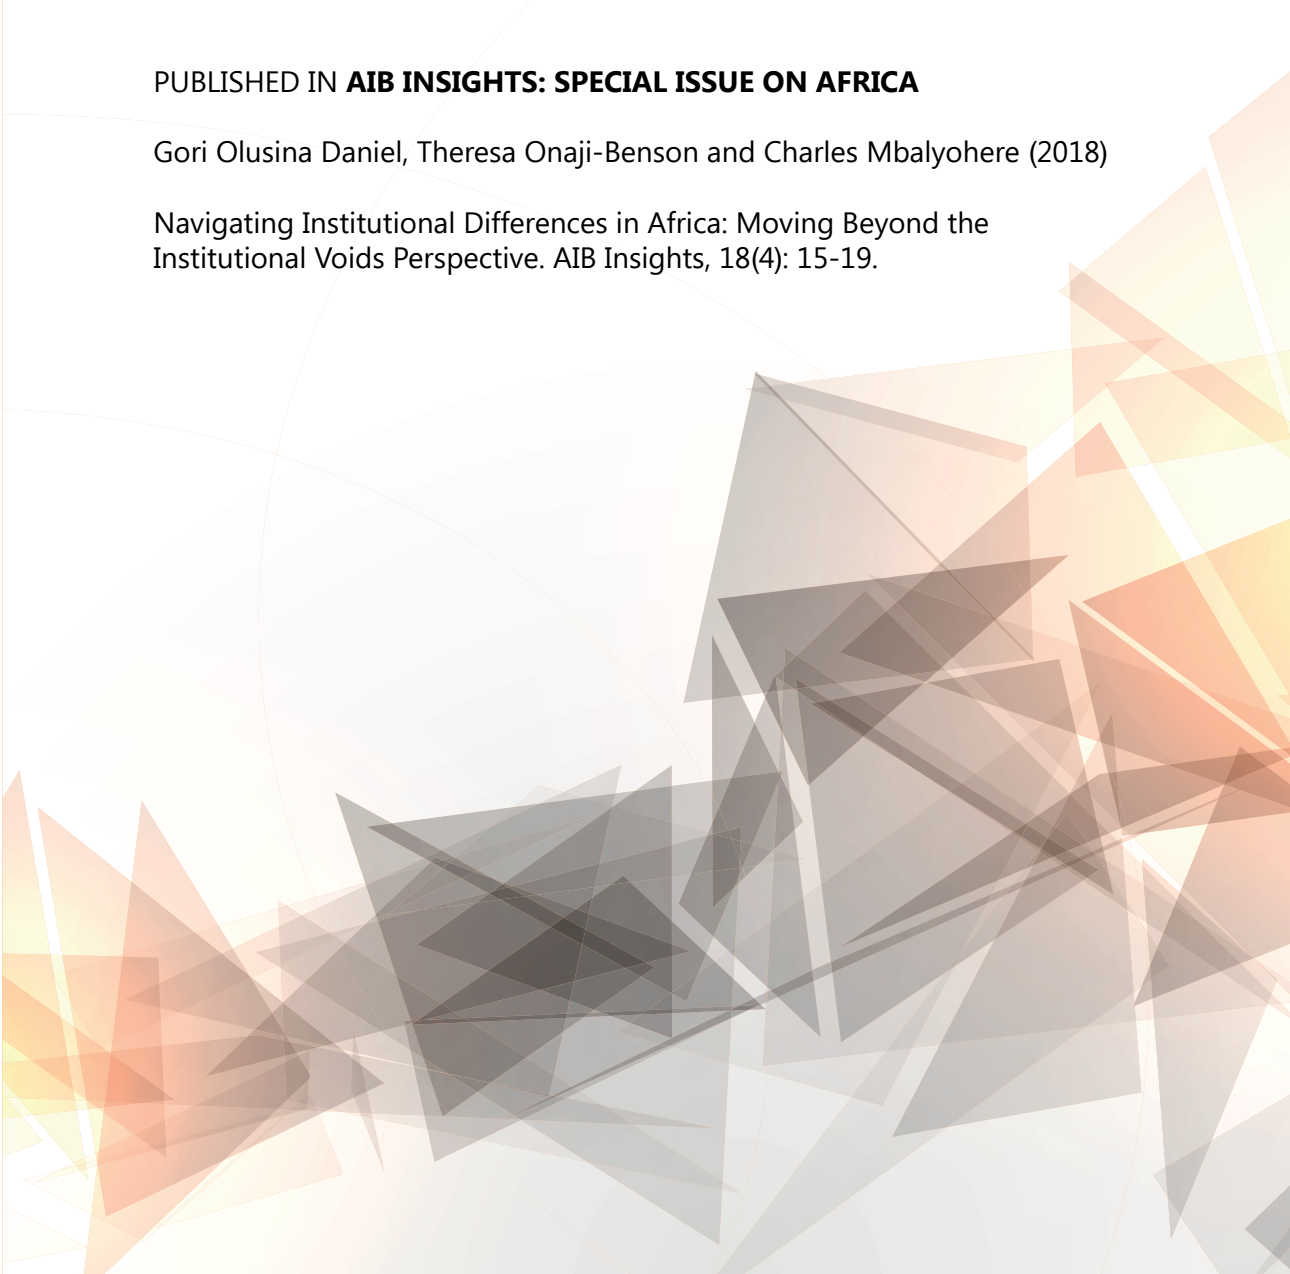 PUBLISHED IN AIB INSIGHTS: SPECIAL ISSUE ON AFRICA
Gori Olusina Daniel, Theresa Onaji-Benson and Charles Mbalyohere (2018)
Navigating Institutional Differences in Africa: Moving Beyond the
Institutional Voids Perspective. AIB Insights, 18(4): 15-19.